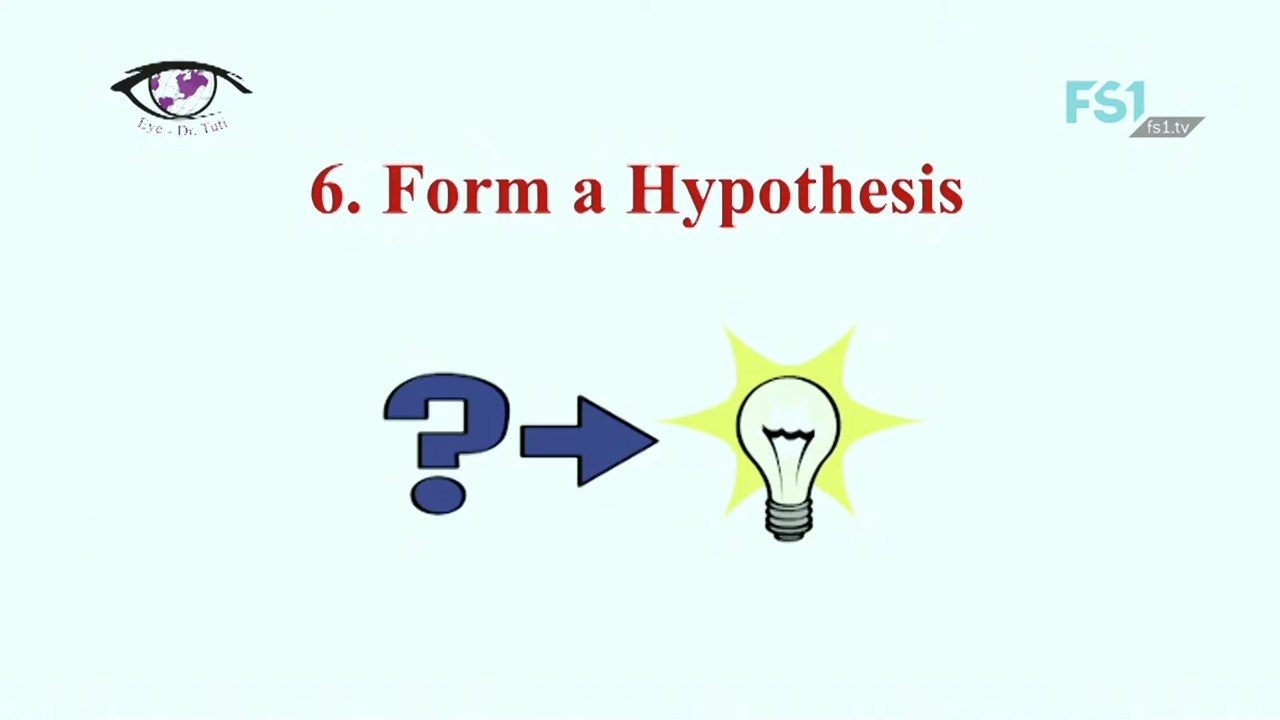 Eye - Dr. Tuti
FS1
fs1.tv
6. Form a Hypothesis